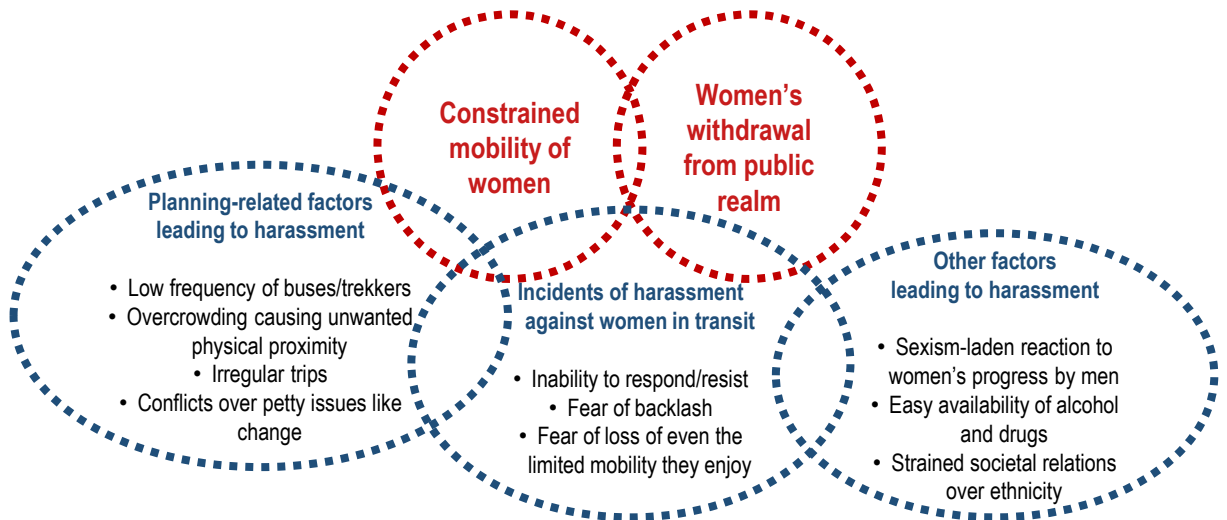 Constrained
mobility of
women
Women’s
withdrawal
from public
realm
Planning-related factors
leading to harassment
• Low frequency of buses/trekkers
• Overcrowding causing unwanted
physical proximity
• Irregular trips
• Conflicts over petty issues like
change
Incidents of harassment
against women in transit
• Inability to respond/resist
• Fear of backlash
• Fear of loss of even the
limited mobility they enjoy
Other factors
leading to harassment
• Sexism-laden reaction to
women’s progress by men
• Easy availability of alcohol
and drugs
• Strained societal relations
over ethnicity